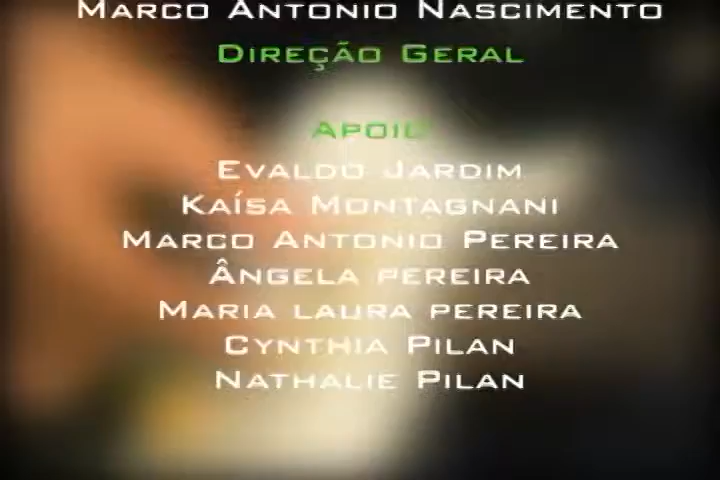 Marco Antonio Nascimento
Direção Geral
Apoio
Evaldo Jardim
Kaísa Montagnani
Marco Antonio Pereira
Ângela pereira
Maria laura pereira
Cynthia Pilan
Nathalie Pilan